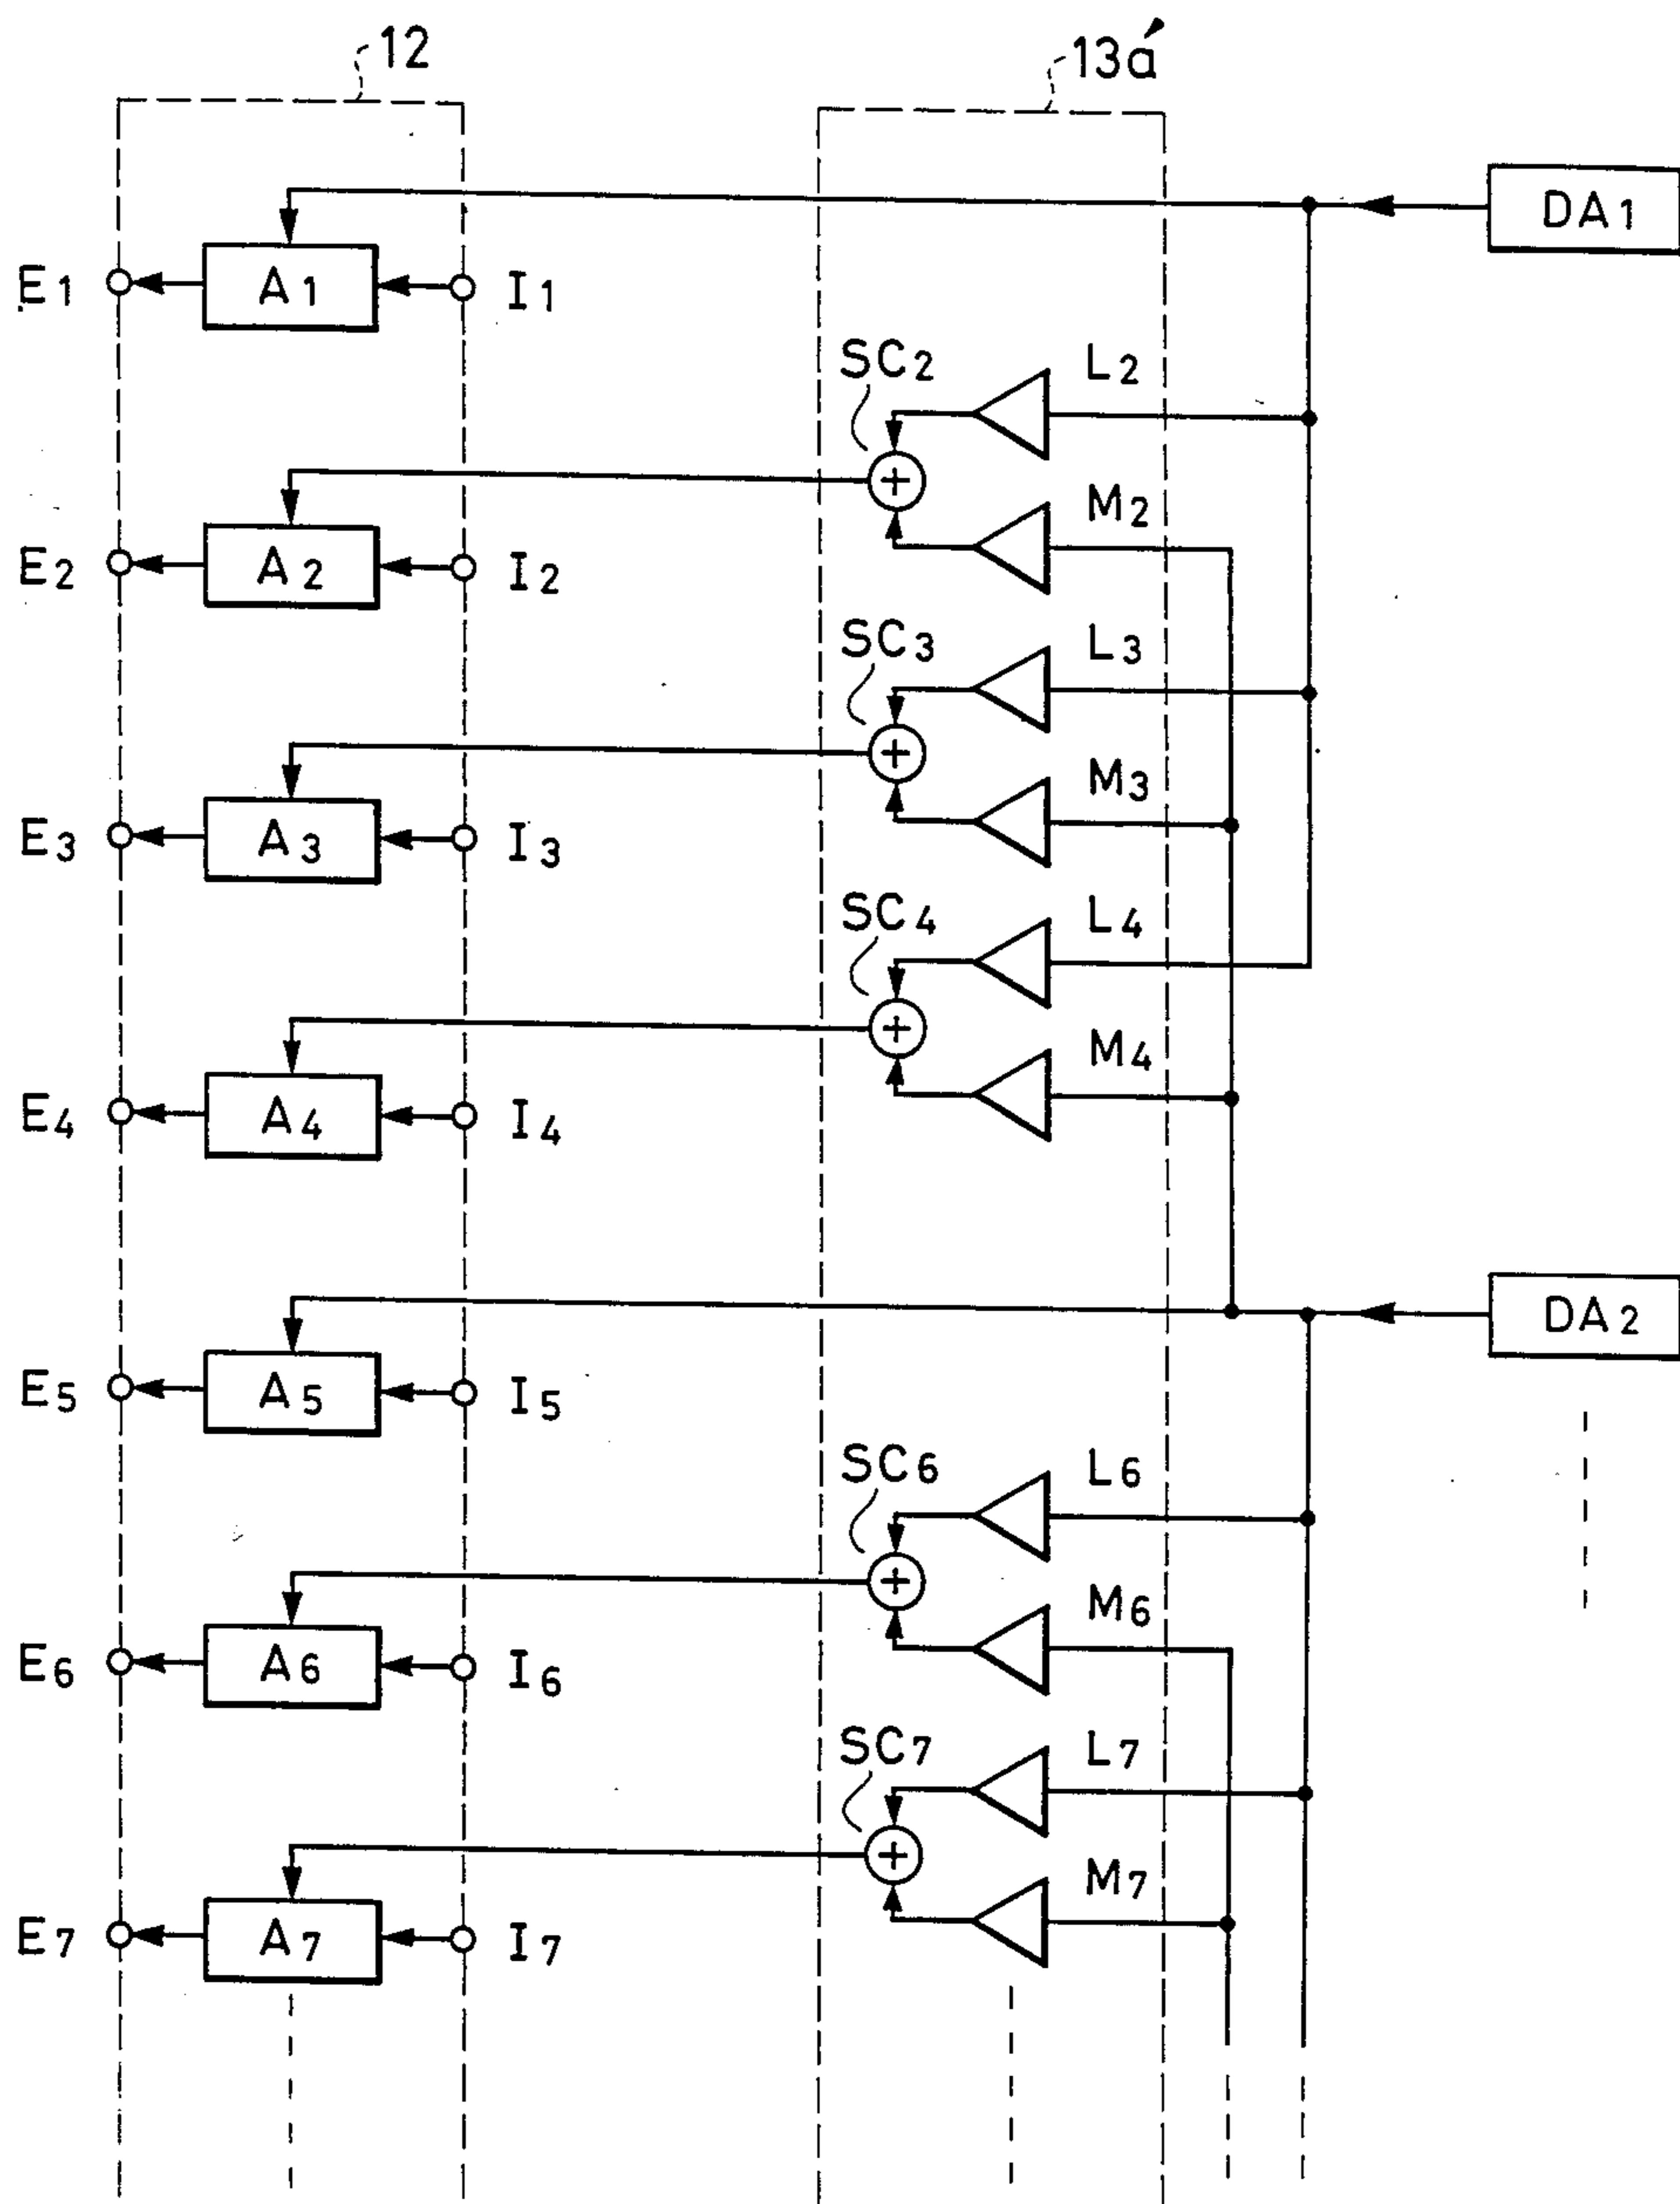 12
13a'
DA1
E1 A1 I1
SC2 L2
M2
E2 A2 I2
SC3 L3
M3
E3 A3 I3
SC4 L4
M4
E4 A4 I4
DA2
E5 A5 I5
SC6 L6
M6
E6 A6 I6
SC7 L7
M7
E7 A7 I7